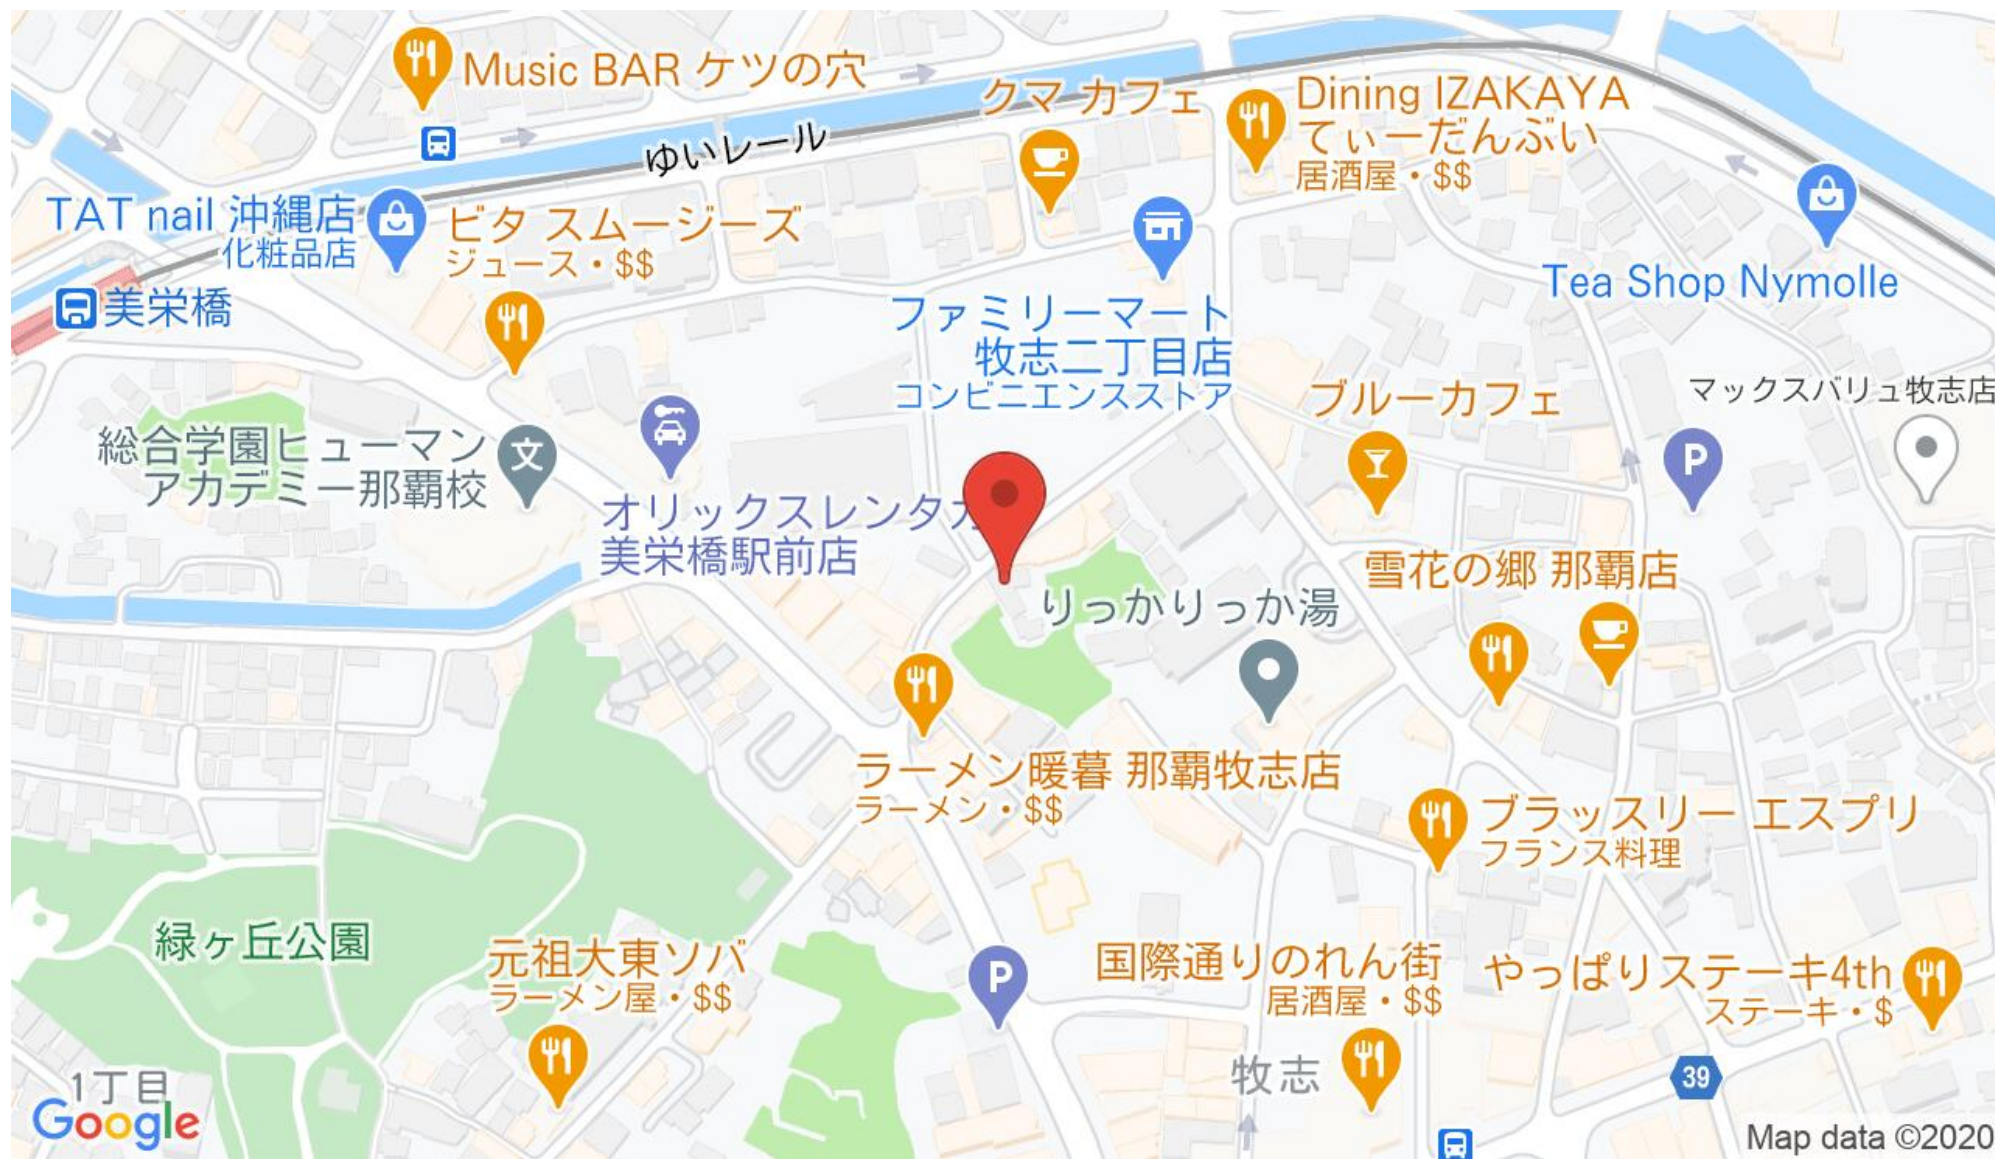 Music BAR ケツの穴
クマ カフェ
Dining IZAKAYA
てぃーだんぶい
居酒屋・$$
ゆいレール
TAT nail 沖縄店
化粧品店
ビタ スムージーズ
ジュース・$$
美栄橋
Tea Shop Nymolle
ファミリーマート
牧志二丁目店
コンビニエンスストア
ブルーカフェ
マックスバリュ牧志店
P
総合学園ヒューマン
アカデミー那覇校
文
オリックスレンタカ
美栄橋駅前店
雪花の郷 那覇店
りっかりっか湯
ラーメン暖暮 那覇牧志店
ラーメン・$$
ブラッスリー エスプリ
フランス料理
緑ヶ丘公園
元祖大東ソバ
ラーメン屋・$$
P
国際通りのれん街
居酒屋・$$
やっぱりステーキ4th
ステーキ・$
牧志
39
1丁目
Google
Map data ©2020